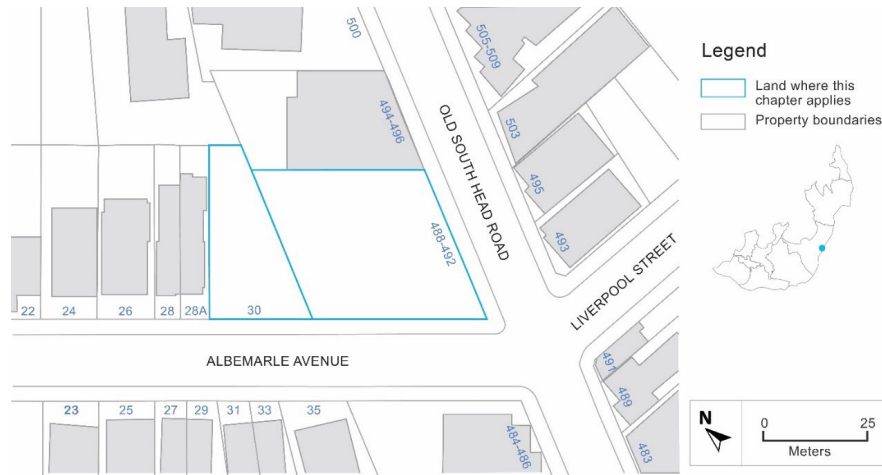 500
505-509
494-496
OLD SOUTH HEAD ROAD
503
495
493
488-492
LIVERPOOL STREET
22
24
26
28
28A
30
ALBEMARLE AVENUE
491
489
483
23
25
27
29
31
33
35
484-486
Legend
Land where this
chapter applies
Property boundaries
N
0
25
Meters